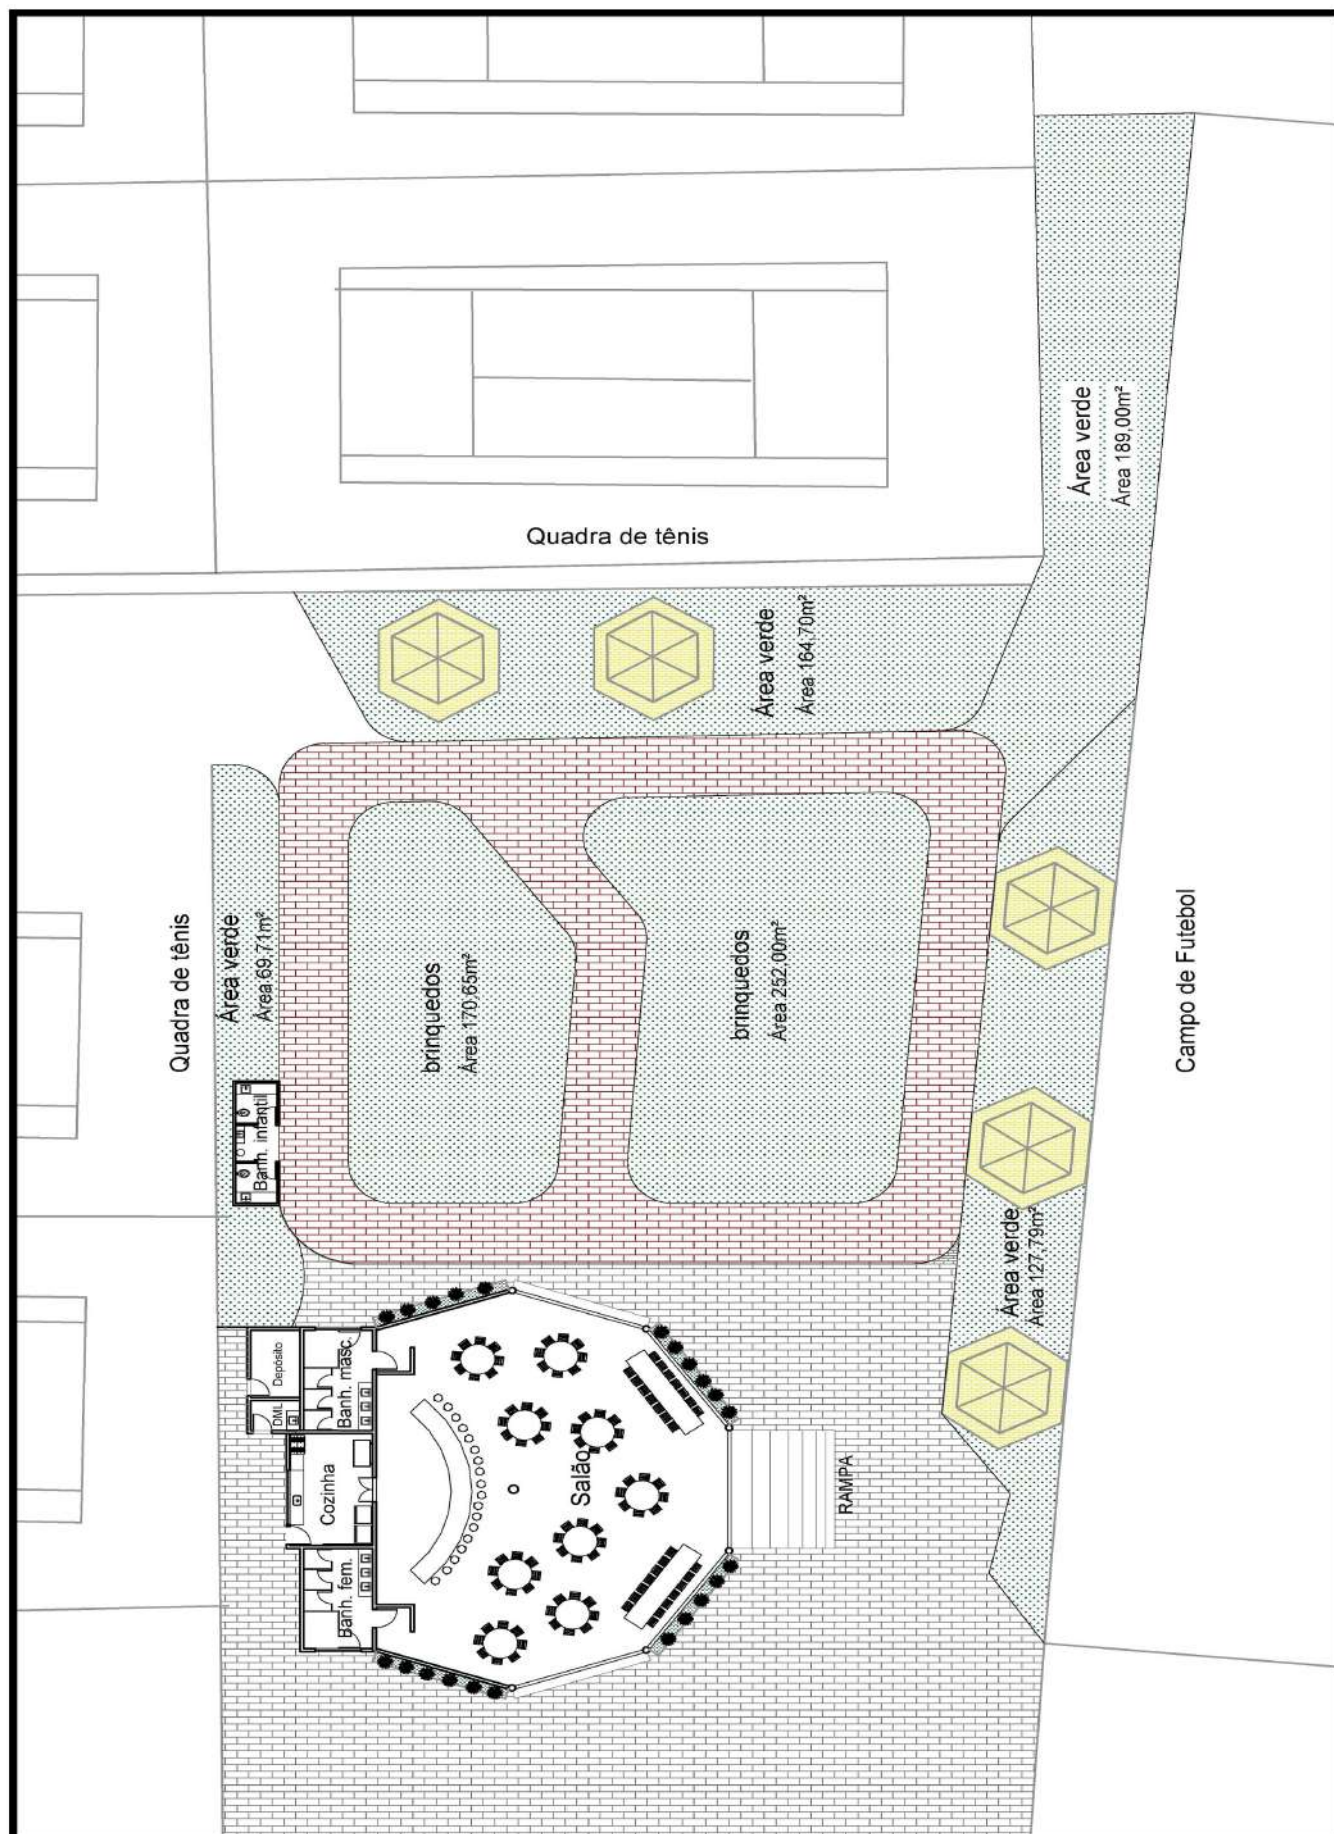 Quadra de tênis
Área verde
Área 189,00m²
Área verde
Área 164,70m²
Quadra de tênis
Área verde
Área 69,71m²
brinquedos
Área 170,65m²
brinquedos
Área 252,00m²
Campo de Futebol
Banh. infantil
Área verde
Área 127,79m²
Depósito
DML
Banh. masc.
Cozinha
Banh. fem.
Salão
RAMPA